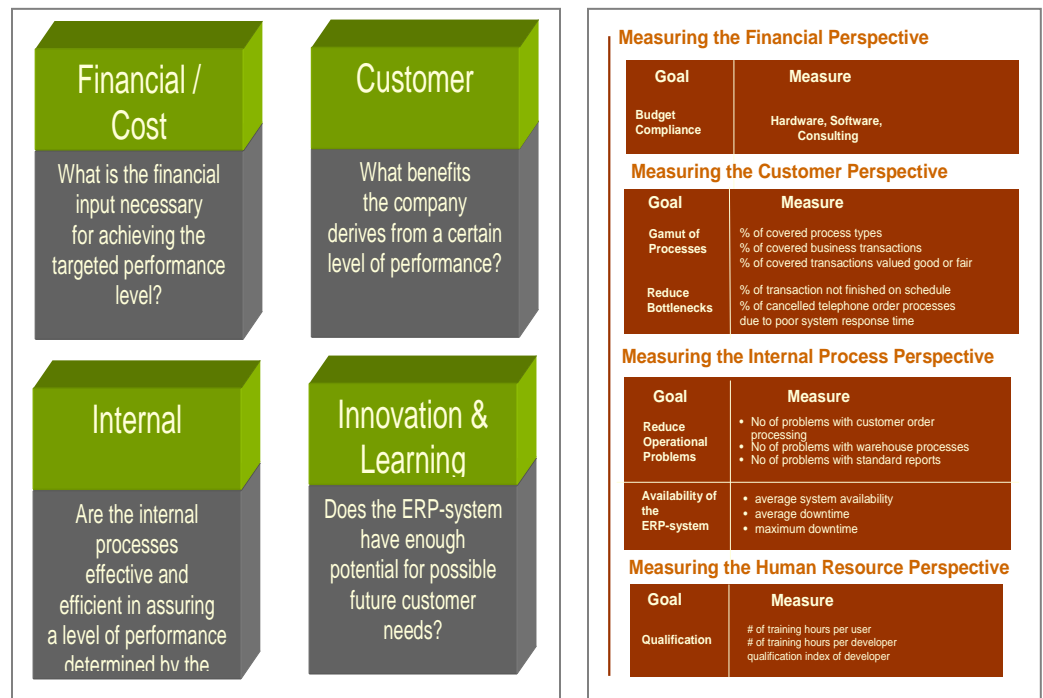 Financial /
Cost
What is the financial
input necessary
for achieving the
targeted performance
level?
Customer
What benefits
the company
derives from a certain
level of performance?
Internal
Are the internal
processes
effective and
efficient in assuring
a level of performance
determined by the
Innovation &
Learning
Does the ERP-system
have enough
potential for possible
future customer
needs?
Measuring the Financial Perspective
Goal Measure
Budget
Compliance
Hardware, Software,
Consulting
Measuring the Customer Perspective
Goal Measure
Gamut of
Processes
% of covered process types
% of covered business transactions
% of covered transactions valued good or fair
Reduce
Bottlenecks
% of transaction not finished on schedule
% of cancelled telephone order processes
due to poor system response time
Measuring the Internal Process Perspective
Goal Measure
Reduce
Operational
Problems
• No of problems with customer order
processing
• No of problems with warehouse processes
• No of problems with standard reports
Availability of
the
ERP-system
• average system availability
• average downtime
• maximum downtime
Measuring the Human Resource Perspective
Goal Measure
Qualification
# of training hours per user
# of training hours per developer
qualification index of developer